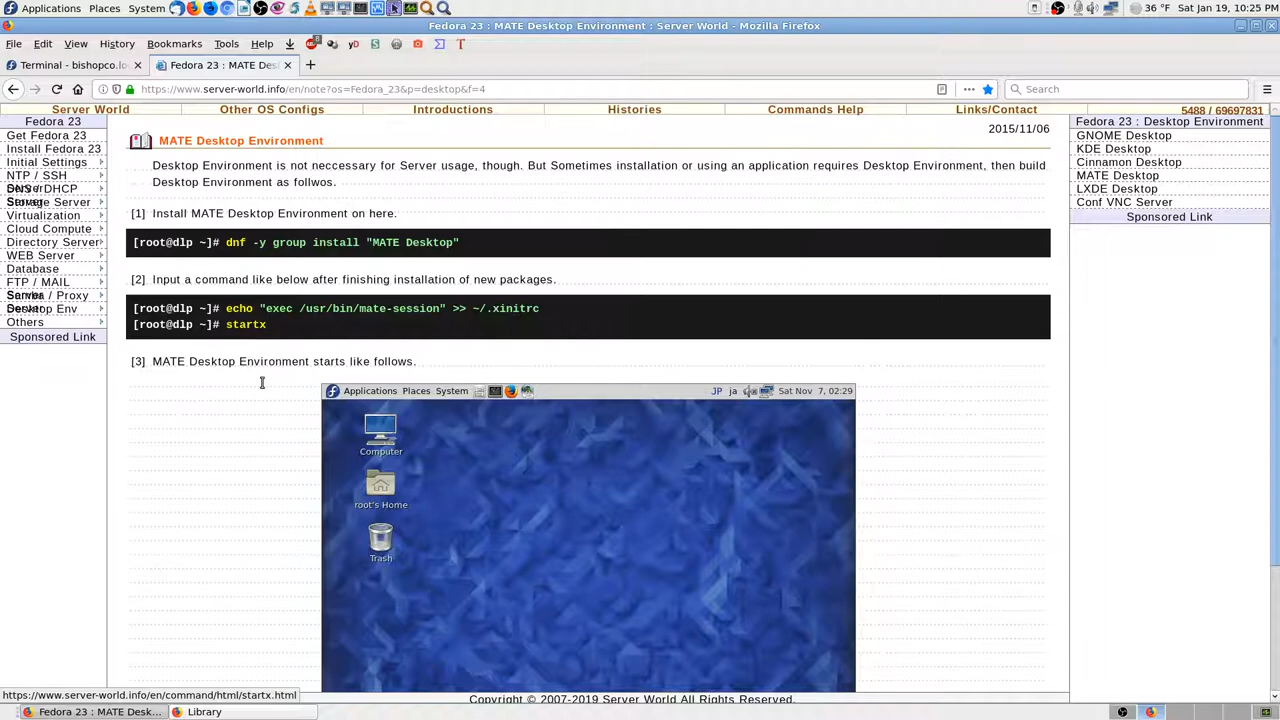 Applications Places System 36 °F Sat Jan 19, 10:25 PM
Fedora 23 : MATE Desktop Environment : Server World - Mozilla Firefox
File Edit View History Bookmarks Tools Help
Terminal - bishopco.lo
Fedora 23 : MATE Des
https://www.server-world.info/en/note?os=Fedora_23&p=desktop&f=4
Search
Server World Other OS Configs Introductions Histories Commands Help Links/Contact 5488 / 69697831
Fedora 23
Get Fedora 23
Install Fedora 23
Initial Settings
NTP / SSH
DNS / DHCP
Storage Server
Virtualization
Cloud Compute
Directory Server
WEB Server
Database
FTP / MAIL
Samba / Proxy
Desktop Env
Others
Sponsored Link
2015/11/06
MATE Desktop Environment
Desktop Environment is not neccessary for Server usage, though. But Sometimes installation or using an application requires Desktop Environment, then build
Desktop Environment as follwos.
[1] Install MATE Desktop Environment on here.
[root@dlp ~]# dnf -y group install "MATE Desktop"
[2] Input a command like below after finishing installation of new packages.
[root@dlp ~]# echo "exec /usr/bin/mate-session" >> ~/.xinitrc
[root@dlp ~]# startx
[3] MATE Desktop Environment starts like follows.
Applications Places System JP ja Sat Nov 7, 02:29
Computer
root's Home
Trash
Fedora 23 : Desktop Environment
GNOME Desktop
KDE Desktop
Cinnamon Desktop
MATE Desktop
LXDE Desktop
Conf VNC Server
Sponsored Link
https://www.server-world.info/en/command/html/startx.html
Copyright © 2007-2019 Server World All Rights Reserved.
Fedora 23 : MATE Desk...
Library